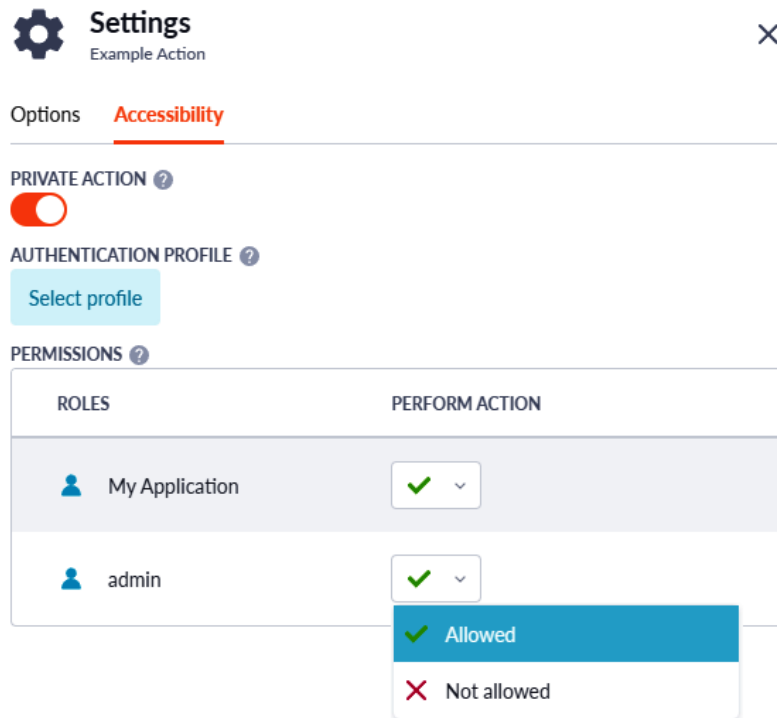 Settings
Example Action
Options Accessibility
PRIVATE ACTION ?
AUTHENTICATION PROFILE ?
Select profile
PERMISSIONS ?
ROLES PERFORM ACTION
My Application
admin
Allowed
Not allowed